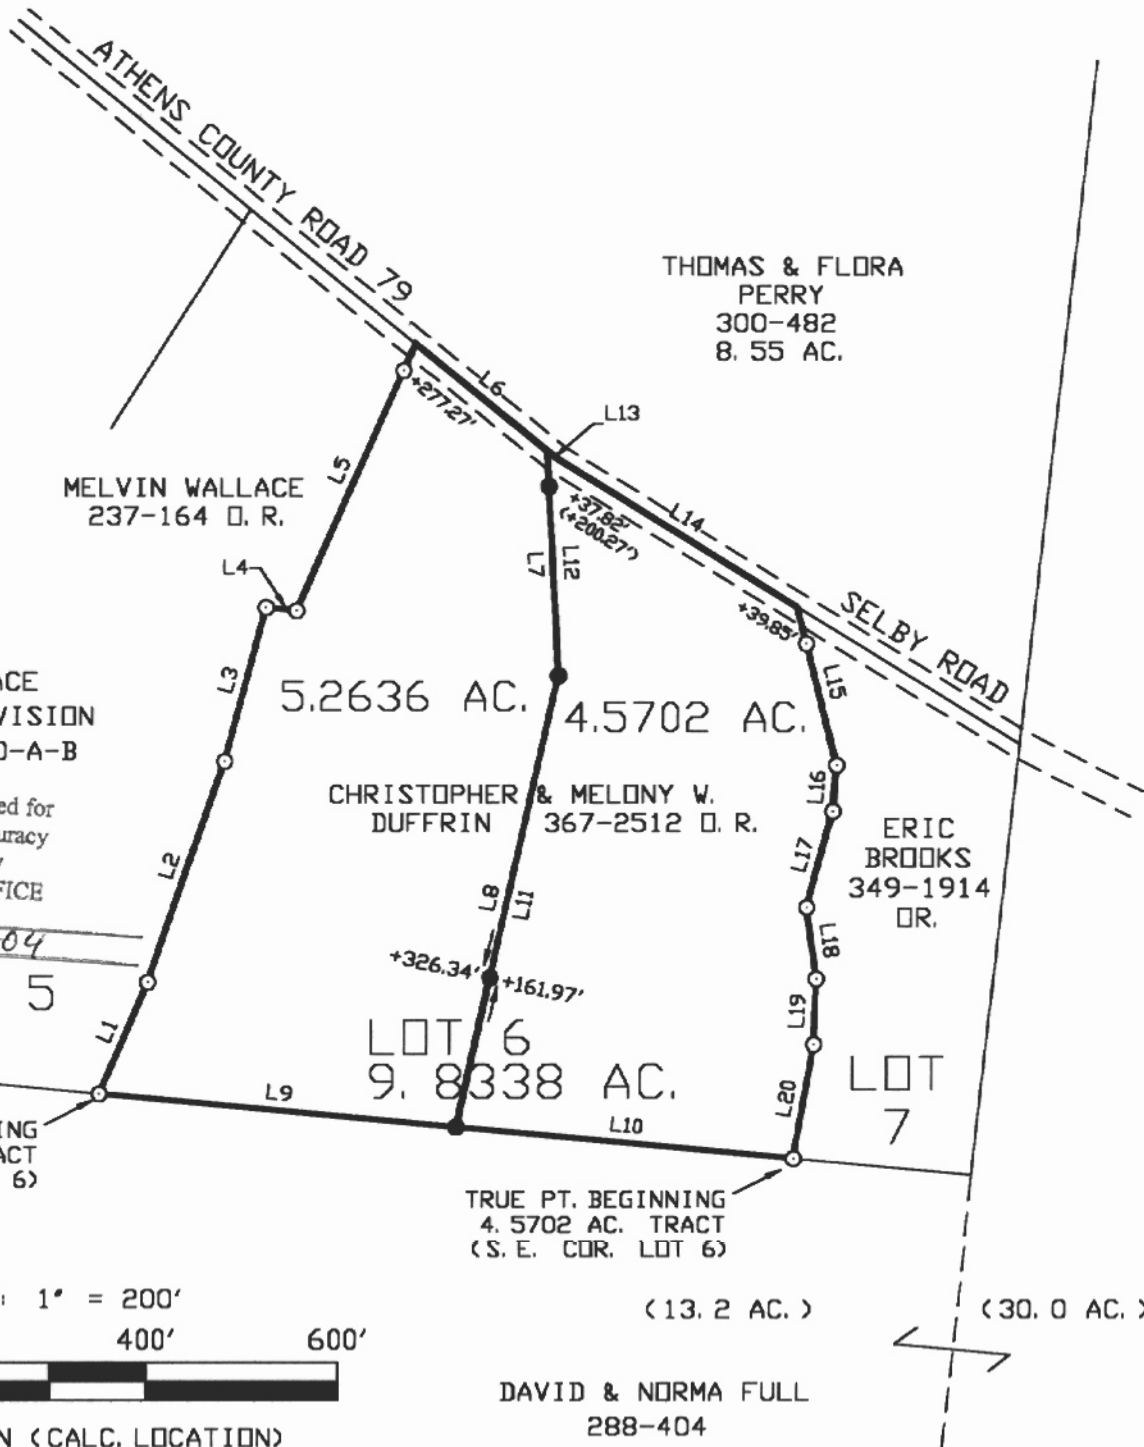 ATHENS COUNTY ROAD 79
THOMAS & FLORA
PERRY
300-482
8.55 AC.
L6
+277.27'
L13
L5
MELVIN WALLACE
237-164 O.R.
L14
+37.82'
(+200.27')
L7
L12
L4
SELBY ROAD
+39.85'
L3
L15
ACE
VISION
0-A-B
5.2636 AC.
4.5702 AC.
L16
CHRISTOPHER & MELONY W.
DUFFRIN 367-2512 O.R.
ed for
uracy
FICE
04
5
L2
L17
ERIC
BROOKS
349-1914
OR.
L8
L11
L18
+326.34'
+161.97'
L1
L19
LOT 6
9.8338 AC.
L9
L10
L20
LOT
7
ING
ACT
6)
TRUE PT. BEGINNING
4.5702 AC. TRACT
(S.E. COR. LOT 6)
: 1" = 200'
400' 600'
(13.2 AC.)
(30.0 AC.)
DAVID & NORMA FULL
288-404
N (CALC. LOCATION)